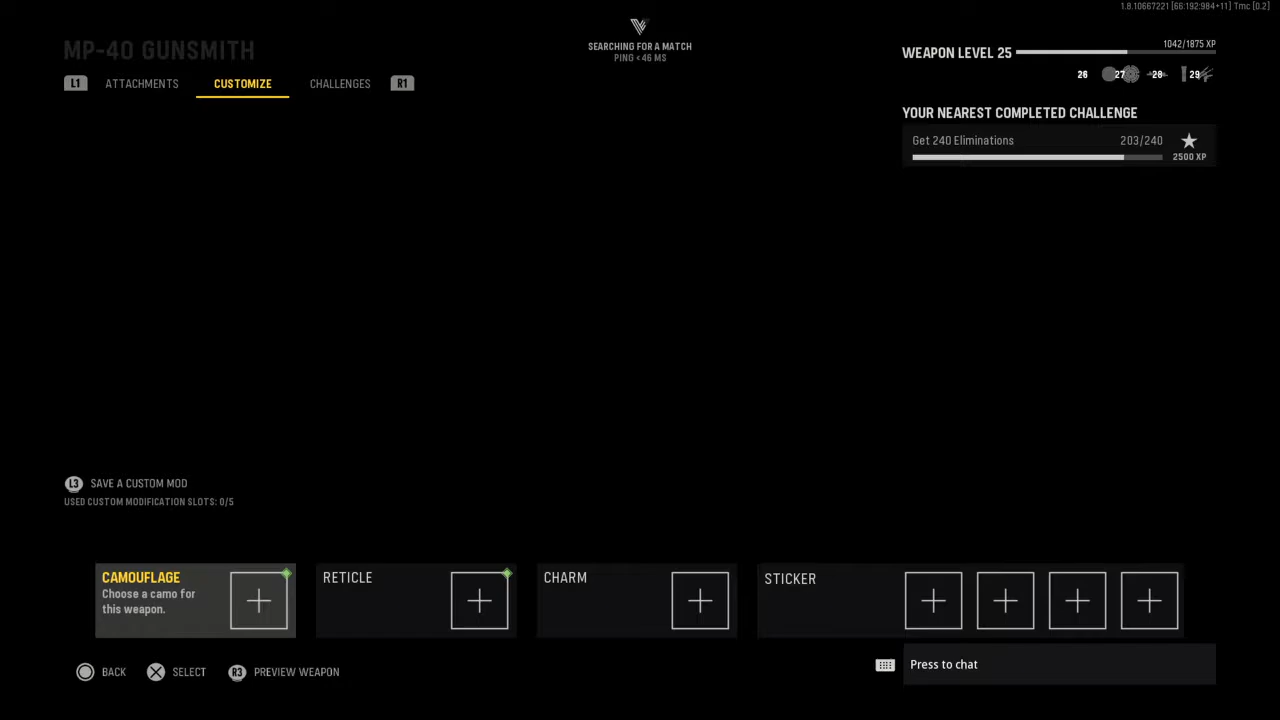 1.8.10667221 [66:192:984+11] Tmc [0.2]
MP-40 GUNSMITH
SEARCHING FOR A MATCH
PING < 46 MS
L1 ATTACHMENTS CUSTOMIZE CHALLENGES R1
WEAPON LEVEL 25
1042/1875 XP
26 27 28 29
YOUR NEAREST COMPLETED CHALLENGE
Get 240 Eliminations 203/240
2500 XP
L3 SAVE A CUSTOM MOD
USED CUSTOM MODIFICATION SLOTS: 0/5
CAMOUFLAGE
Choose a camo for
this weapon.
RETICLE
CHARM
STICKER
BACK SELECT R3 PREVIEW WEAPON
Press to chat